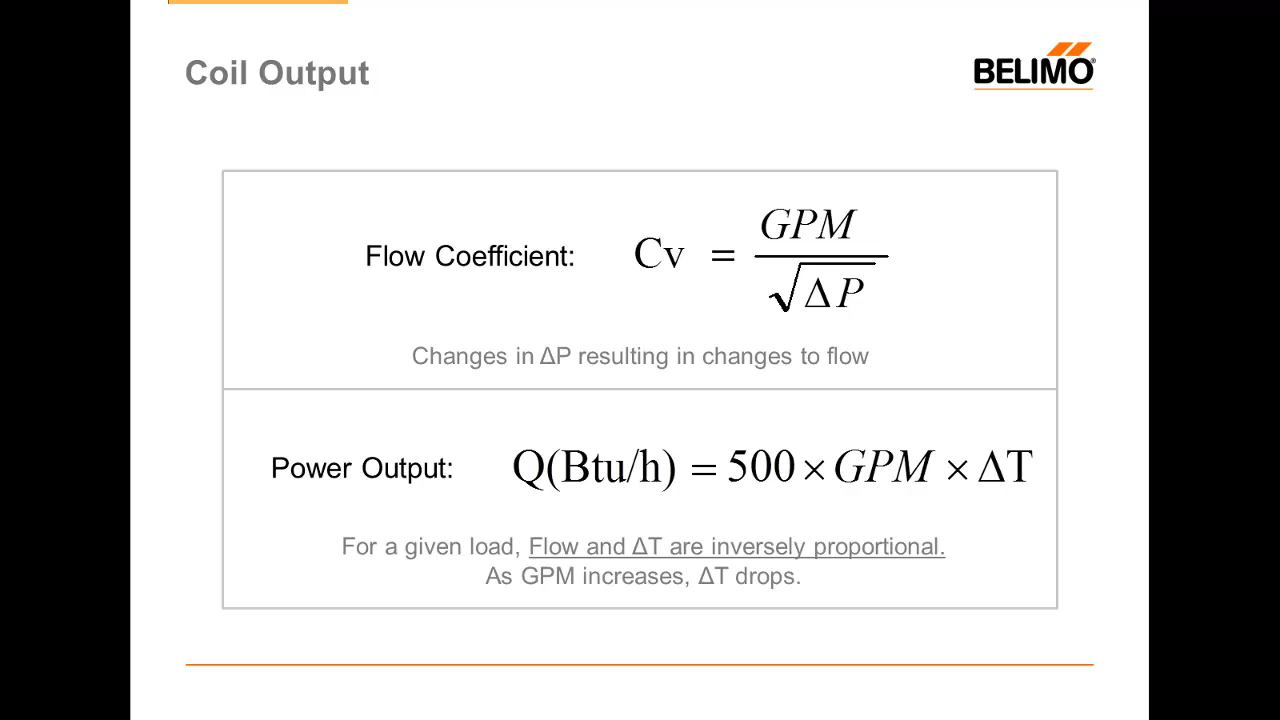 Coil Output
BELIMO®
Flow Coefficient: Cv = GPM / √ΔP
Changes in ΔP resulting in changes to flow
Power Output: Q(Btu/h) = 500 × GPM × ΔT
For a given load, Flow and ΔT are inversely proportional.
As GPM increases, ΔT drops.